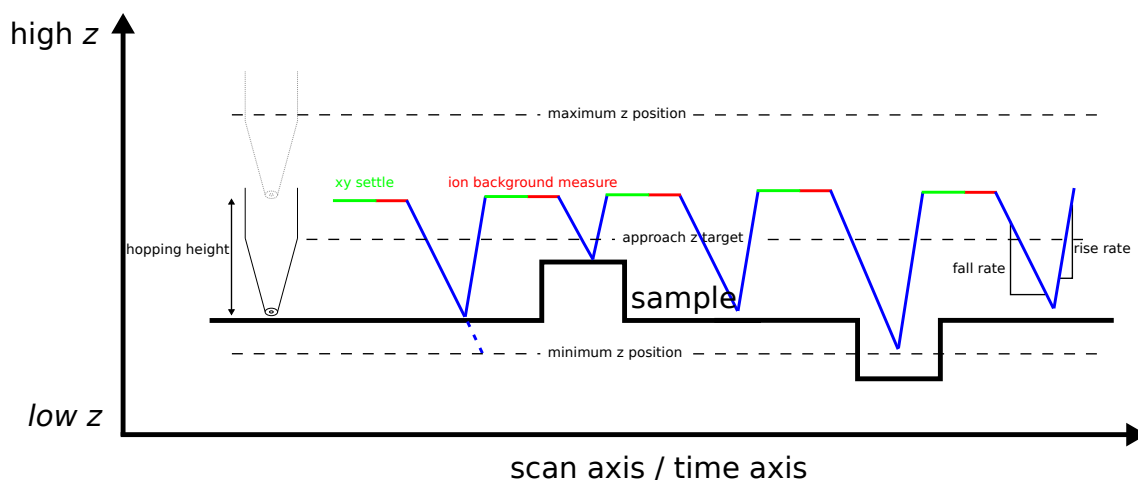 high z
maximum z position
xy settle
ion background measure
approach z target
hopping height
rise rate
fall rate
sample
minimum z position
low z
scan axis / time axis